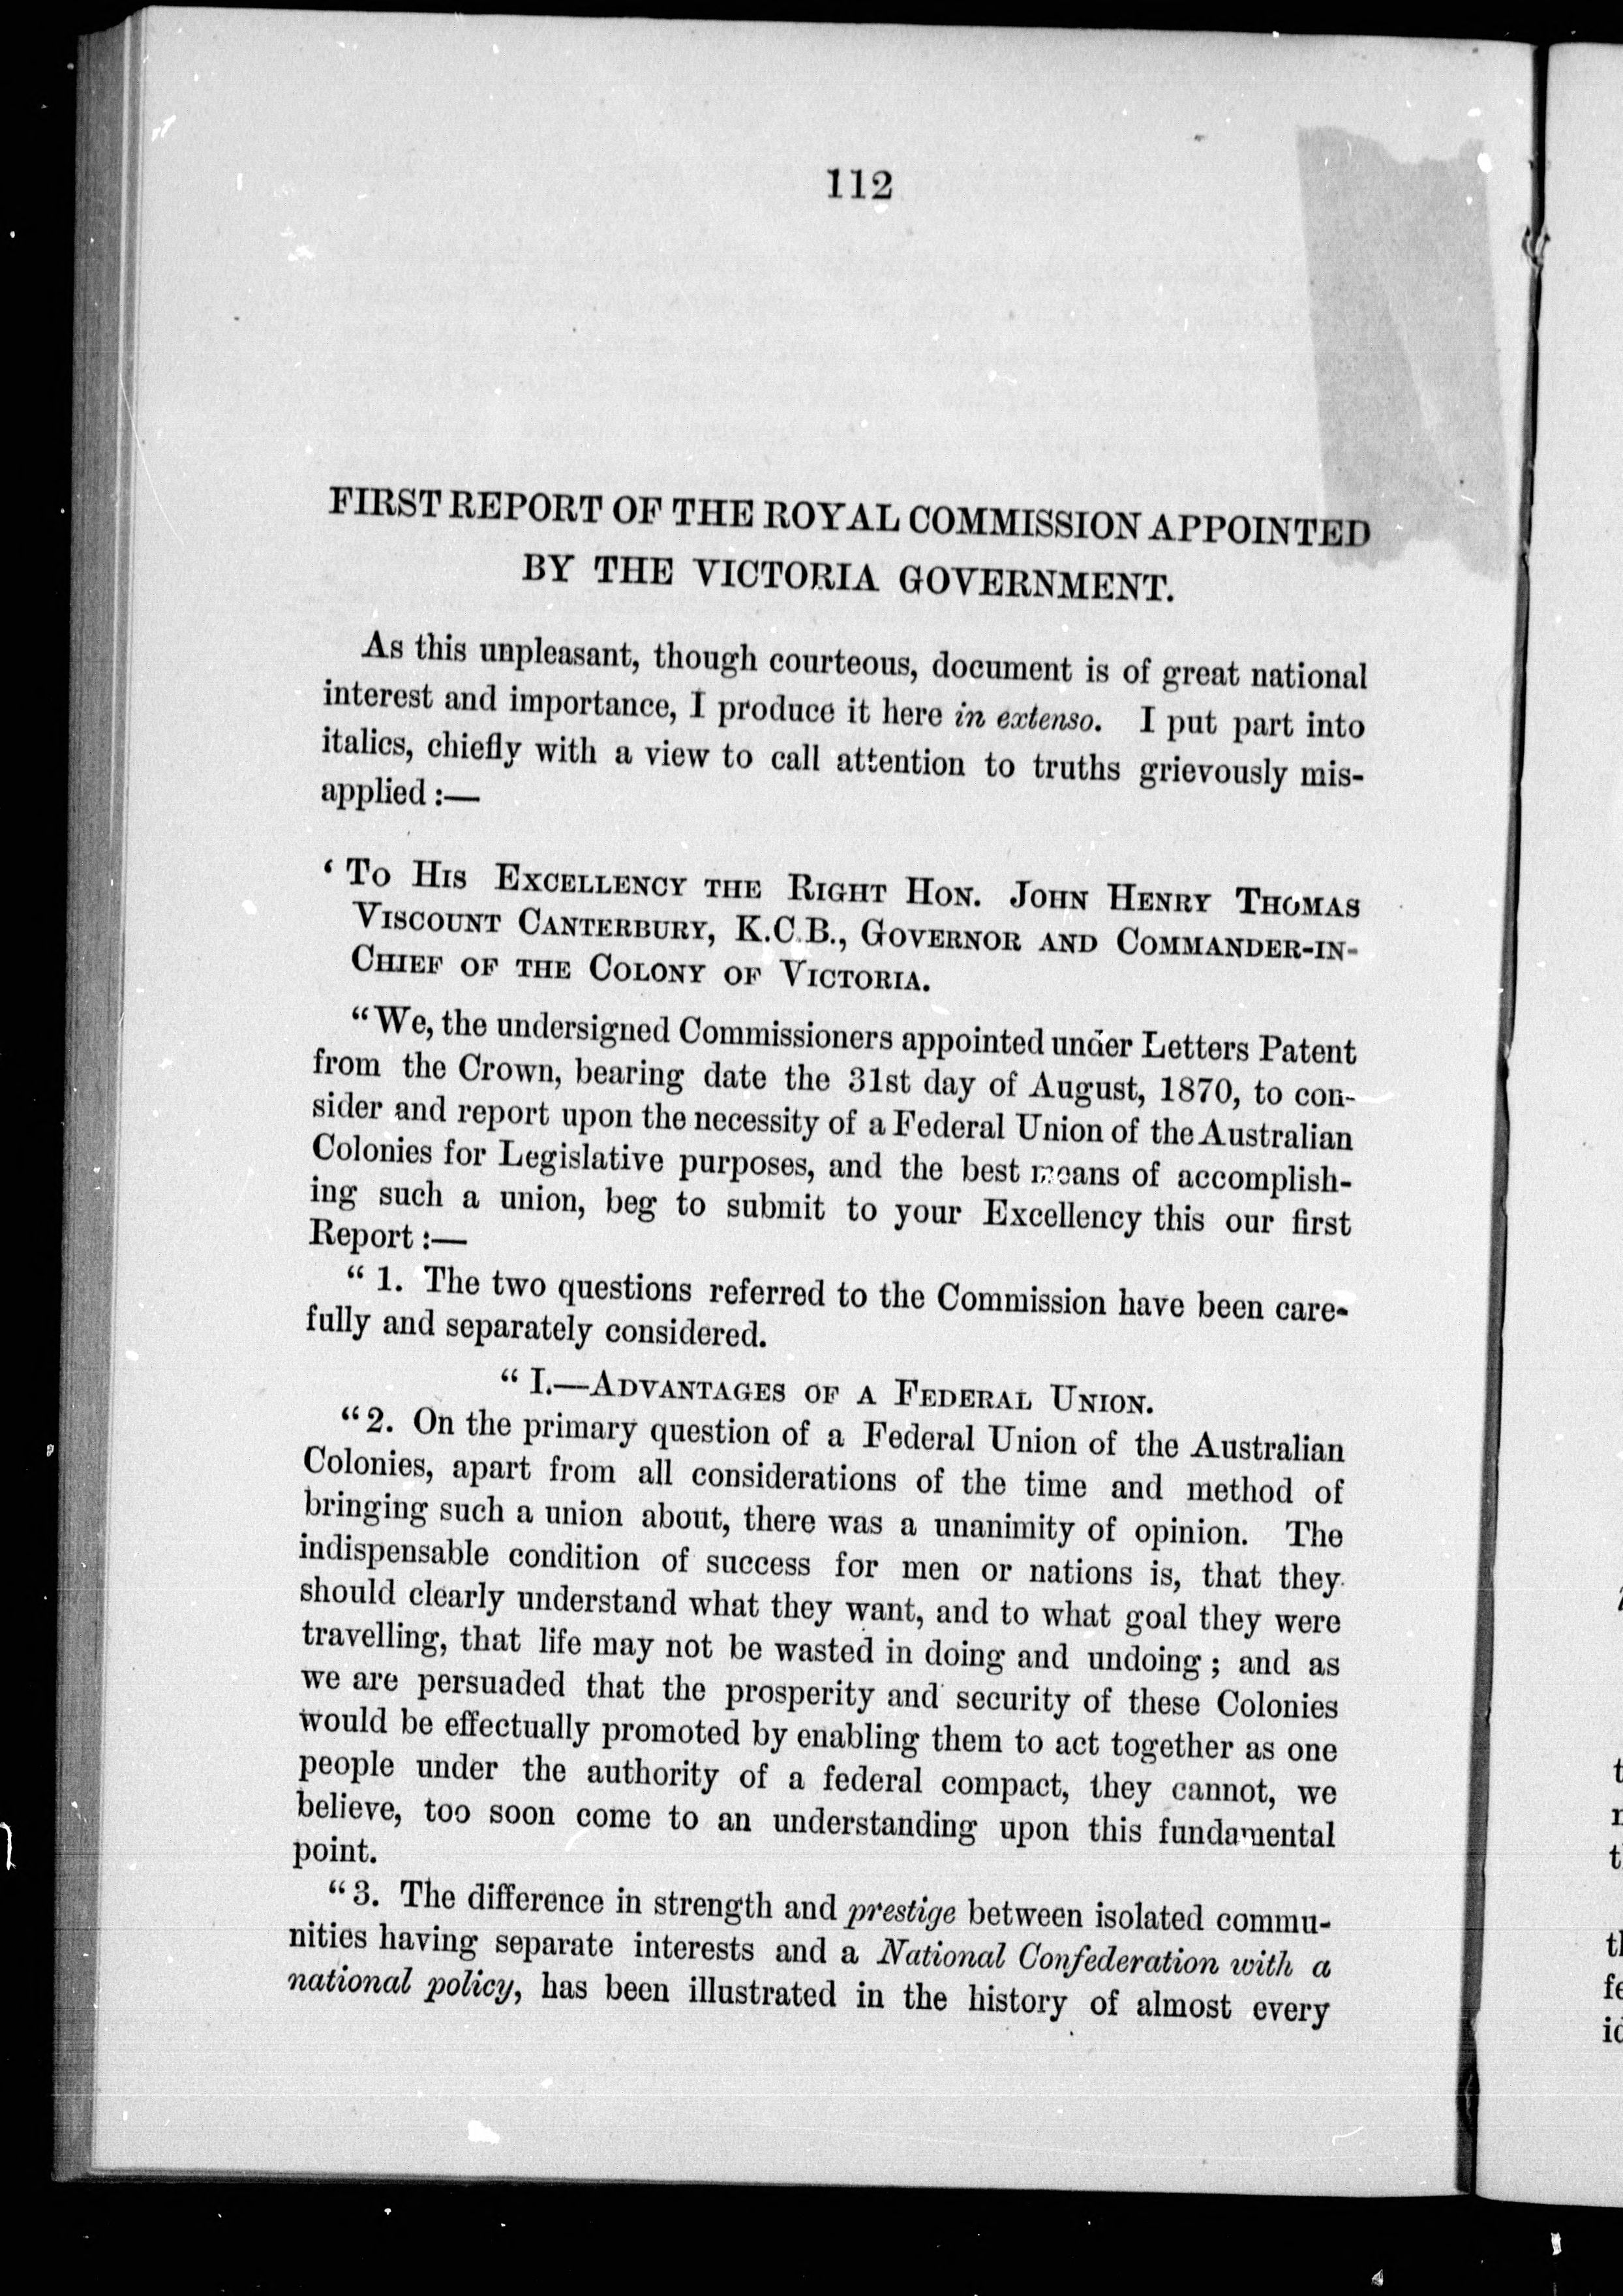 112
FIRST REPORT OF THE ROYAL COMMISSION APPOINTED
BY THE VICTORIA GOVERNMENT.
As this unpleasant, though courteous, document is of great national
interest and importance, I produce it here in extenso. I put part into
italics, chiefly with a view to call attention to truths grievously mis-
applied :—
‘ To His Excellency the Right Hon. John Henry Thomas
Viscount Canterbury, K.C.B., Governor and Commander-in-
Chief of the Colony of Victoria.
“We, the undersigned Commissioners appointed under Letters Patent
from the Crown, bearing date the 31st day of August, 1870, to con-
sider and report upon the necessity of a Federal Union of the Australian
Colonies for Legislative purposes, and the best means of accomplish-
ing such a union, beg to submit to your Excellency this our first
Report :—
“ 1. The two questions referred to the Commission have been care-
fully and separately considered.
“ I.—Advantages of a Federal Union.
“2. On the primary question of a Federal Union of the Australian
Colonies, apart from all considerations of the time and method of
bringing such a union about, there was a unanimity of opinion. The
indispensable condition of success for men or nations is, that they
should clearly understand what they want, and to what goal they were
travelling, that life may not be wasted in doing and undoing ; and as
we are persuaded that the prosperity and security of these Colonies
would be effectually promoted by enabling them to act together as one
people under the authority of a federal compact, they cannot, we
believe, too soon come to an understanding upon this fundamental
point.
“3. The difference in strength and prestige between isolated commu-
nities having separate interests and a National Confederation with a
national policy, has been illustrated in the history of almost every